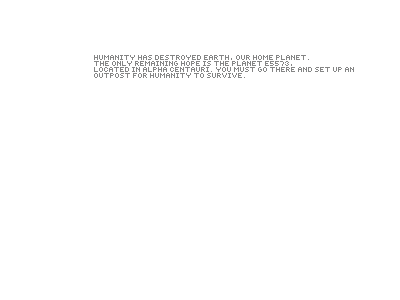 HUMANITY HAS DESTROYED EARTH, OUR HOME PLANET.
THE ONLY REMAINING HOPE IS THE PLANET E5573,
LOCATED IN ALPHA CENTAURI. YOU MUST GO THERE AND SET UP AN
OUTPOST FOR HUMANITY TO SURVIVE.